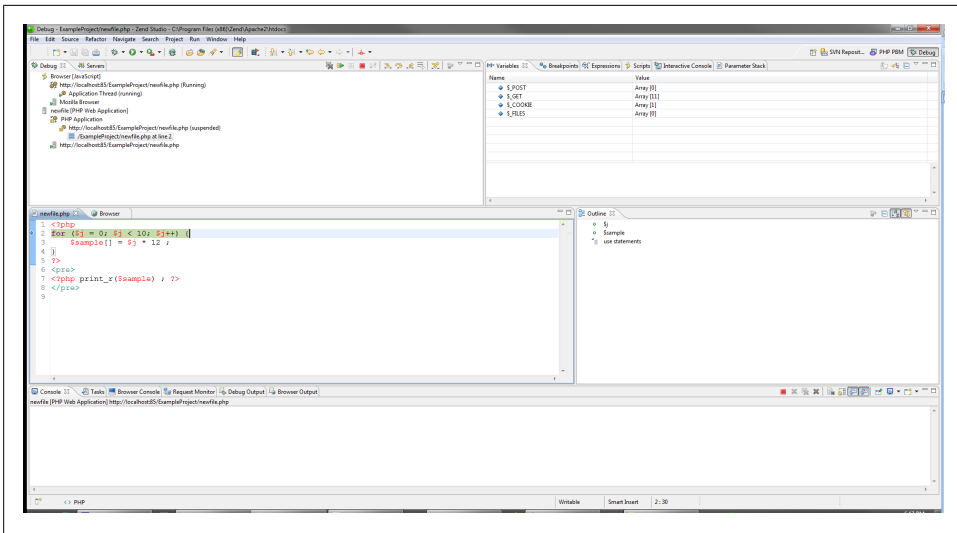 Debug - ExampleProject/newfile.php - Zend Studio - C:\Program Files (x86)\Zend\Apache2\htdocs
File Edit Source Refactor Navigate Search Project Run Window Help
SVN Reposit... PHP PBM Debug
Debug Servers
Browser [JavaScript]
http://localhost:85/ExampleProject/newfile.php (Running)
Application Thread (running)
Mozilla Browser
newfile [PHP Web Application]
PHP Application
http://localhost:85/ExampleProject/newfile.php (suspended)
/ExampleProject/newfile.php at line 2
http://localhost:85/ExampleProject/newfile.php
Variables Breakpoints Expressions Scripts Interactive Console Parameter Stack
Name Value
$_POST Array [0]
$_GET Array [11]
$_COOKIE Array [1]
$_FILES Array [0]
newfile.php Browser
1 <?php
2 for ($j = 0; $j < 10; $j++) {
3 $sample[] = $j * 12 ;
4 }
5 ?>
6 <pre>
7 <?php print_r($sample) ; ?>
8 </pre>
9
Outline
$j
$sample
use statements
Console Tasks Browser Console Request Monitor Debug Output Browser Output
newfile [PHP Web Application] http://localhost:85/ExampleProject/newfile.php
PHP Writable Smart Insert 2 : 30